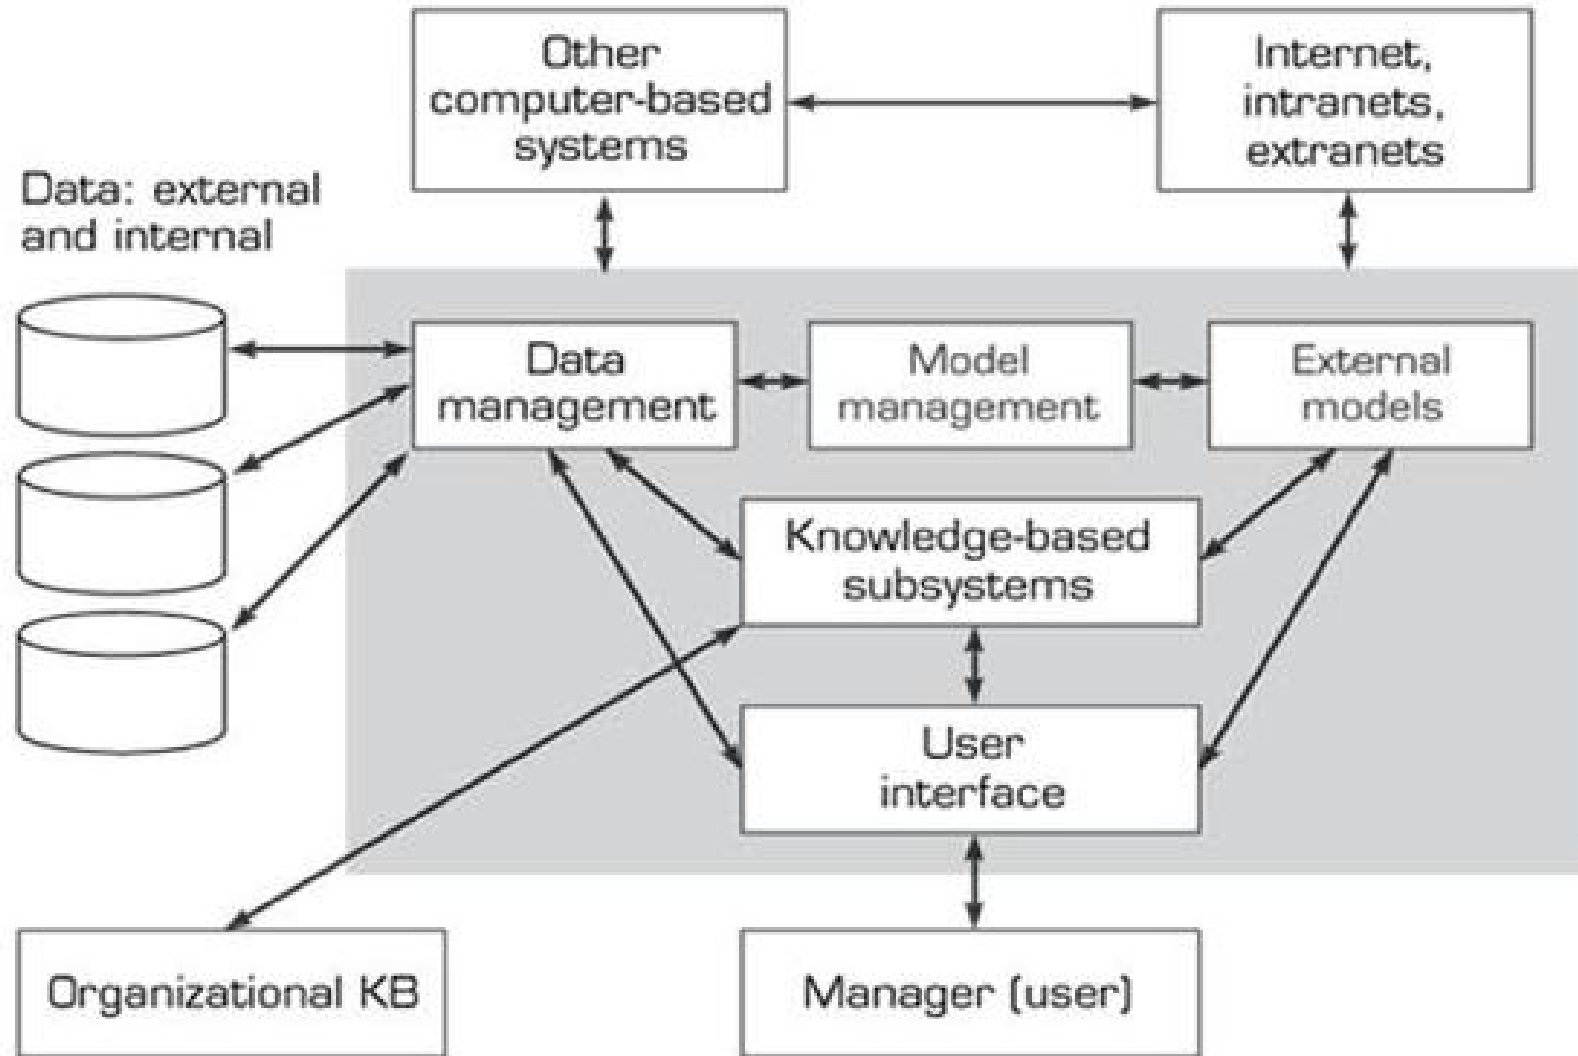 Other
computer-based
systems
Internet,
intranets,
extranets
Data: external
and internal
Data
management
Model
management
External
models
Knowledge-based
subsystems
User
interface
Organizational KB
Manager (user)